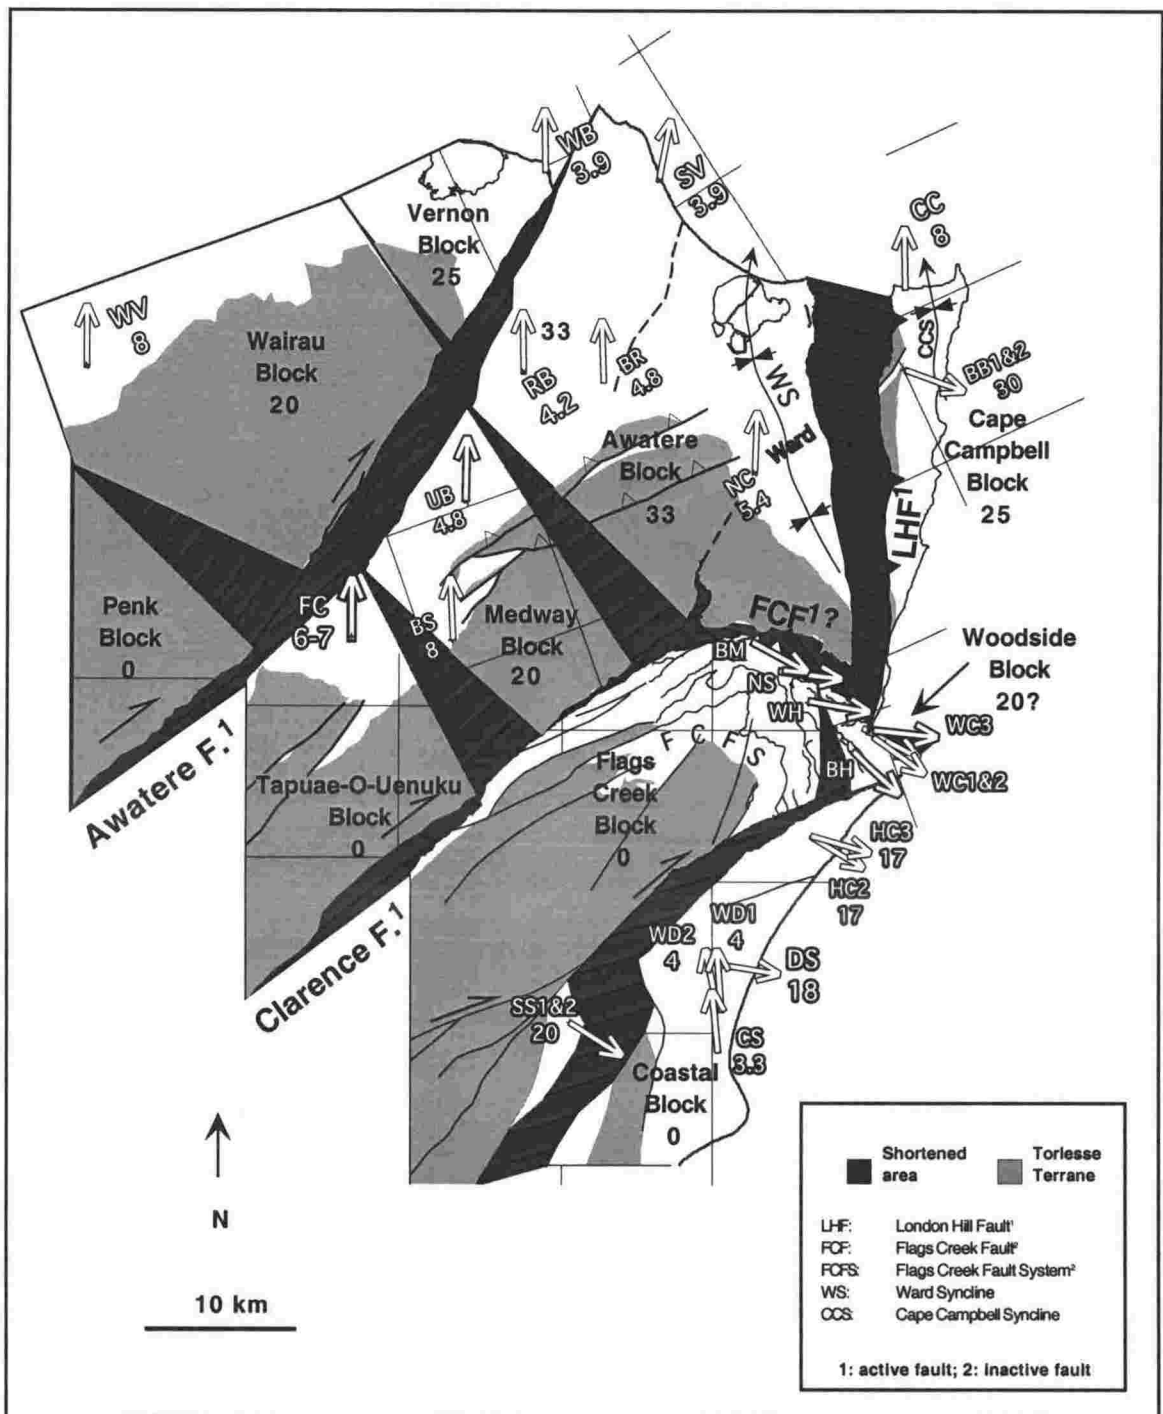 WB
3.9
SV
3.9
CC
8
Vernon
Block
25
WV
8
Wairau
Block
20
33
RB
4.2
BR
4.8
WS
CCS
BB1&2
30
Cape
Campbell
Block
25
Ward
Awatere
Block
33
NC
5.4
UB
4.8
LHF1
Penk
Block
0
FC
6-7
BS
8
Medway
Block
20
FCF1?
Woodside
Block
20?
BM
NS
WH
WC3
BH
WC1&2
F C F S
Flags
Creek
Block
0
Awatere F.1
Tapuae-O-Uenuku
Block
0
HC3
17
HC2
17
Clarence F.1
WD1
4
WD2
4
DS
18
SS1&2
20
CS
3.3
Coastal
Block
0
N
10 km
Shortened
area
Torlesse
Terrane
LHF: London Hill Fault1
FCF: Flags Creek Fault2
FCFS: Flags Creek Fault System2
WS: Ward Syncline
CCS: Cape Campbell Syncline
1: active fault; 2: inactive fault